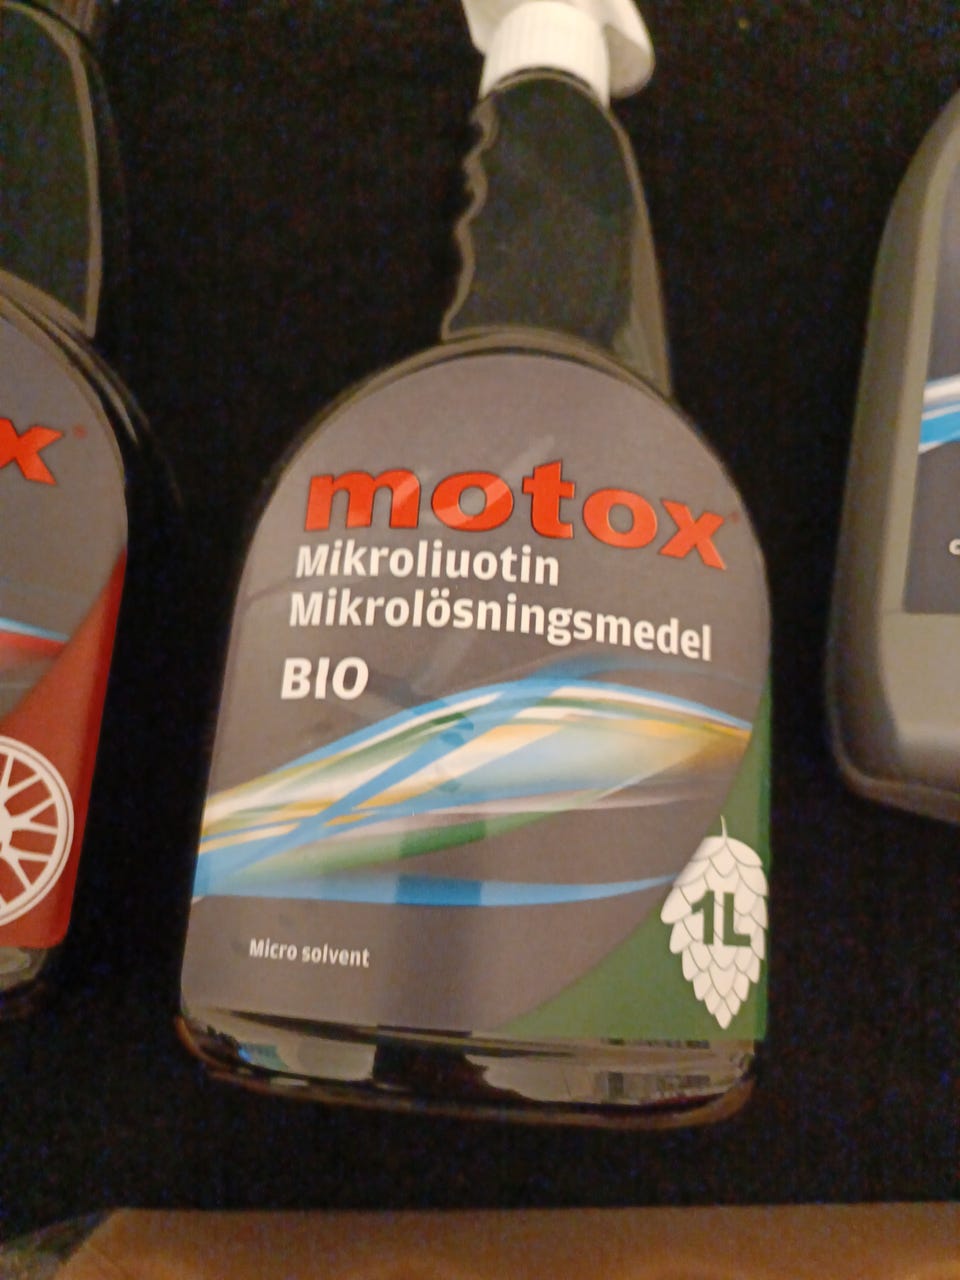 motox
Mikroliuotin
Mikrolösningsmedel
BIO
1L
Micro solvent